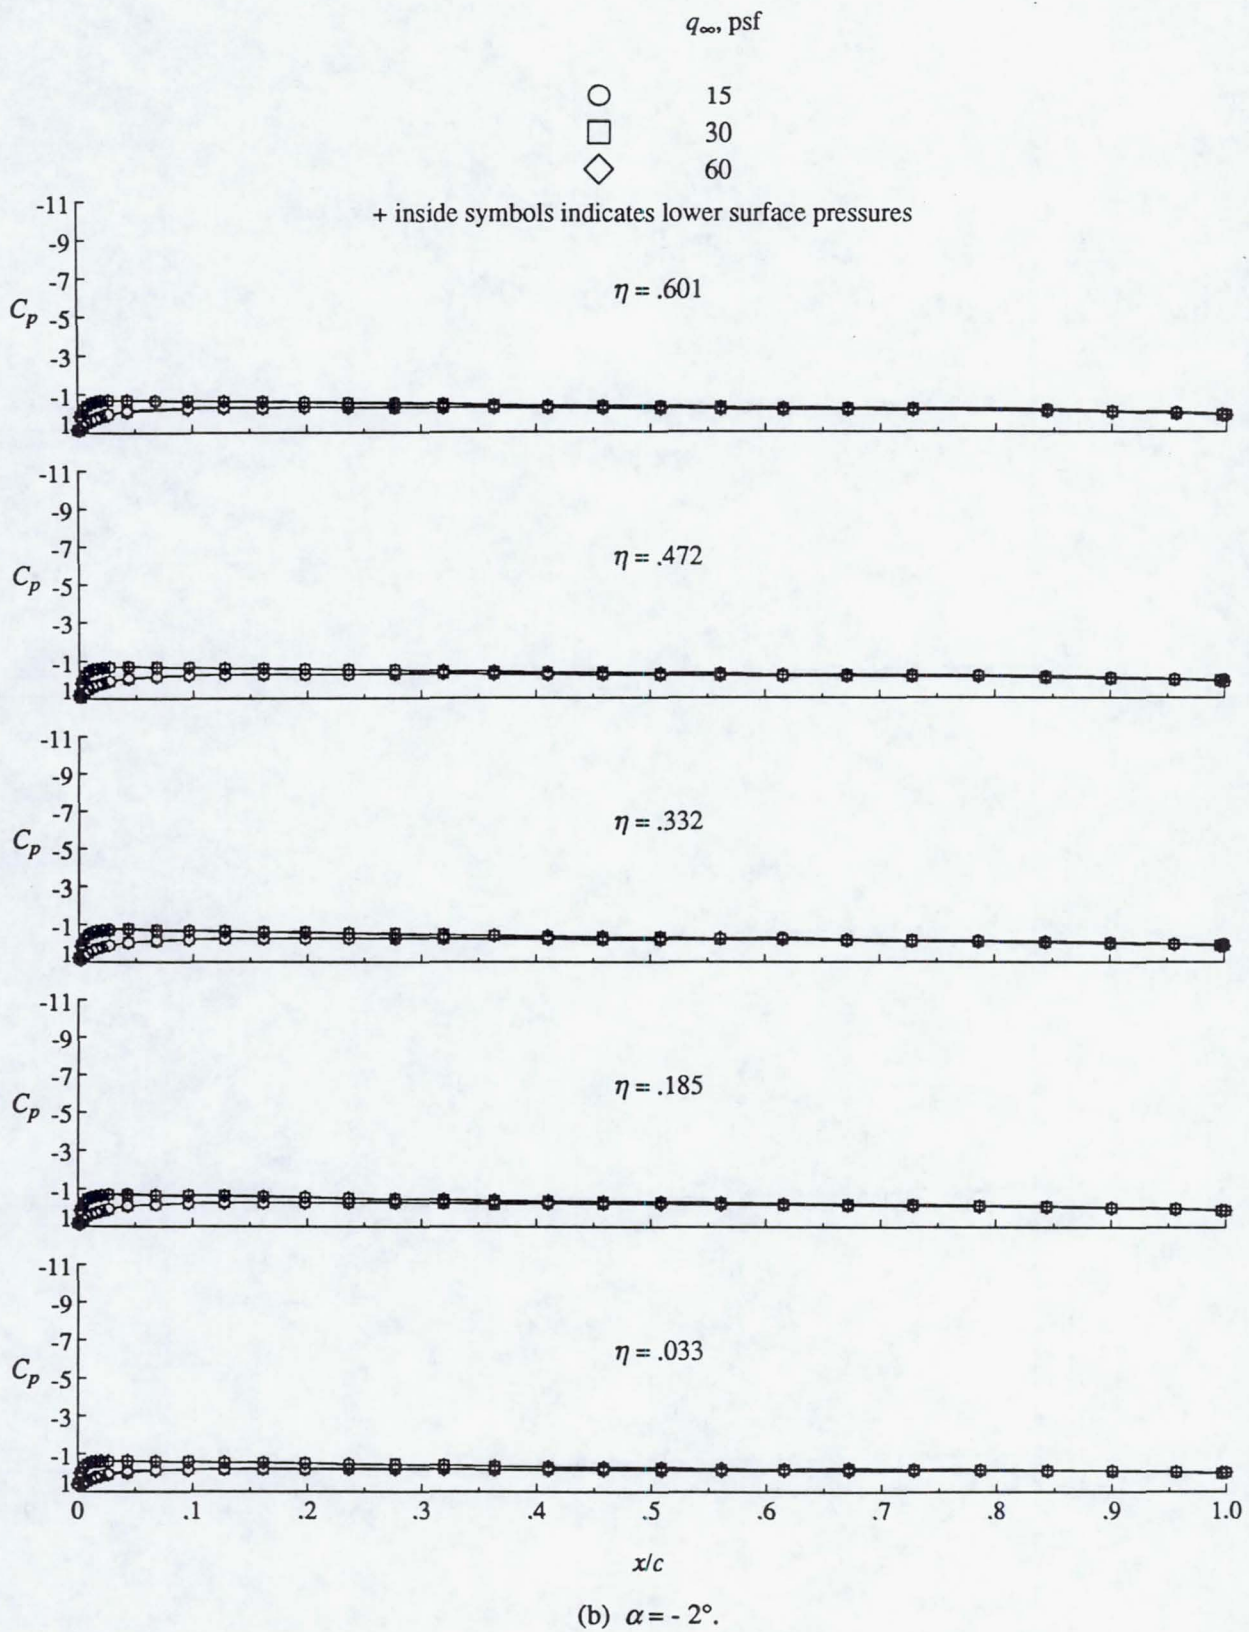 q∞, psf
○ 15
□ 30
◇ 60
+ inside symbols indicates lower surface pressures
-11
-9
-7
Cp -5
-3
-1
1
η = .601
-11
-9
-7
Cp -5
-3
-1
1
η = .472
-11
-9
-7
Cp -5
-3
-1
1
η = .332
-11
-9
-7
Cp -5
-3
-1
1
η = .185
-11
-9
-7
Cp -5
-3
-1
1
η = .033
0 .1 .2 .3 .4 .5 .6 .7 .8 .9 1.0
x/c
(b) α = - 2°.